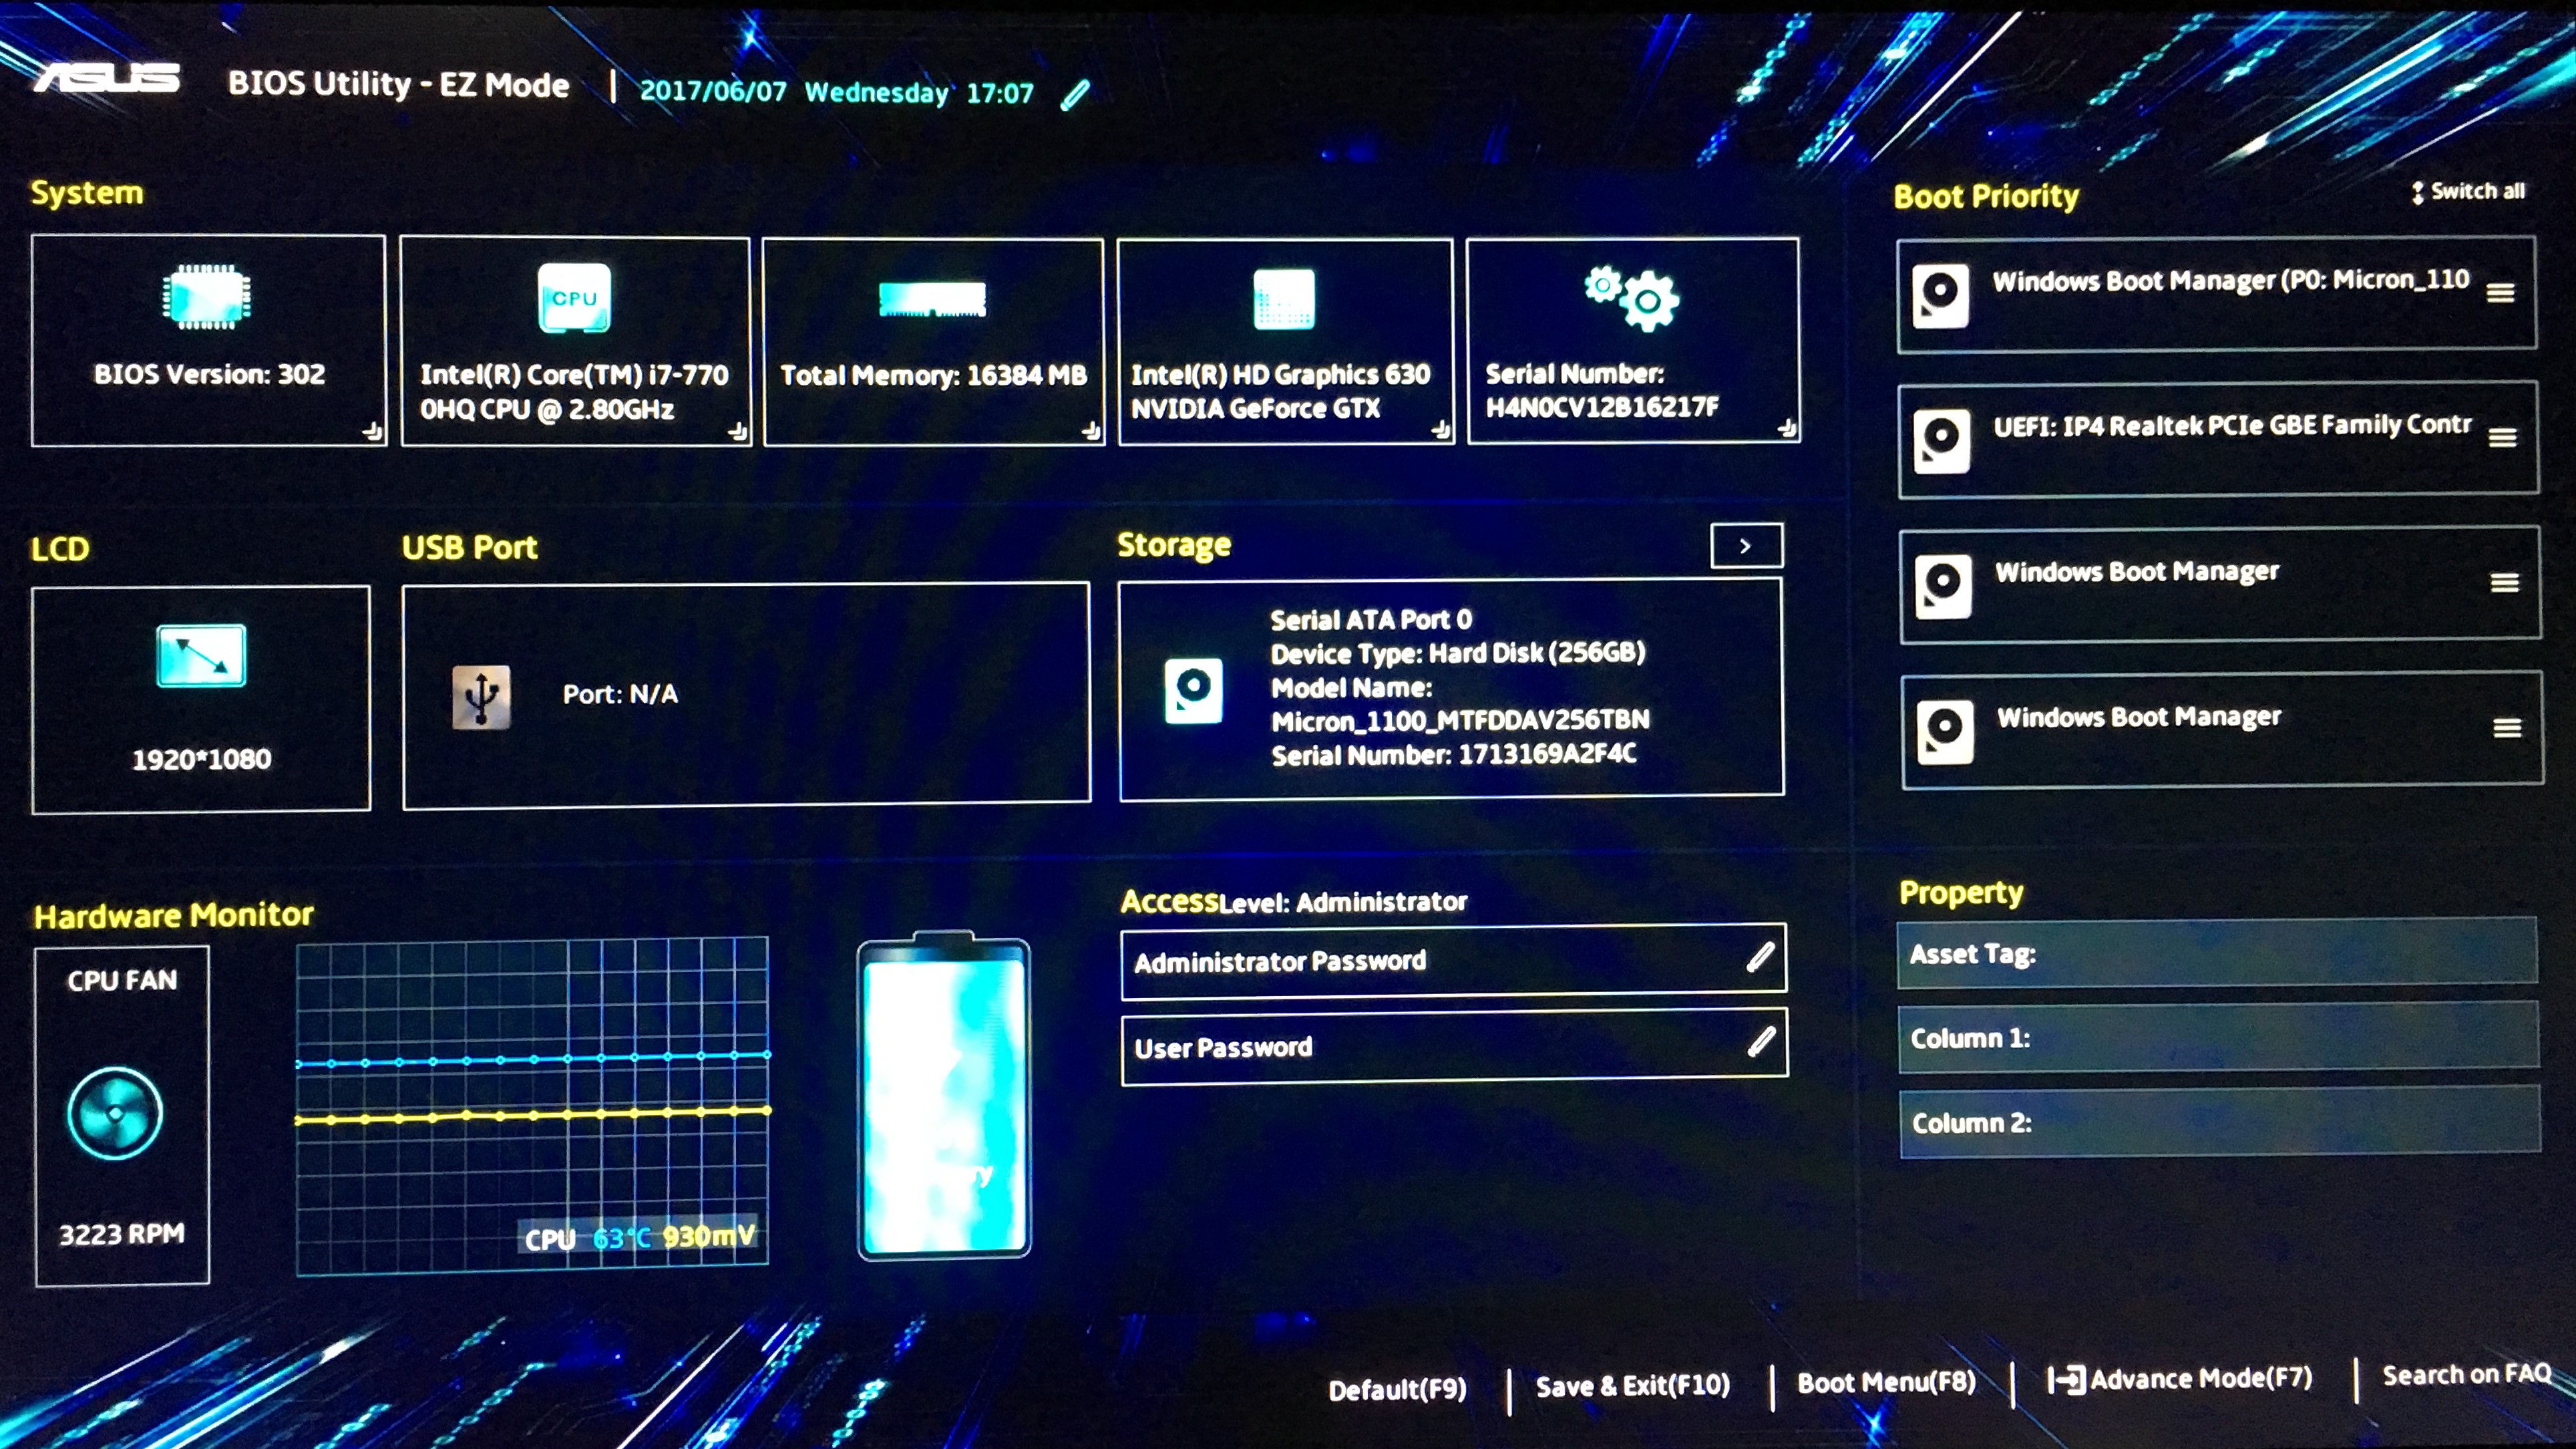 ASUS
BIOS Utility - EZ Mode
2017/06/07 Wednesday 17:07
System
BIOS Version: 302
CPU
Intel(R) Core(TM) i7-770
0HQ CPU @ 2.80GHz
Total Memory: 16384 MB
Intel(R) HD Graphics 630
NVIDIA GeForce GTX
Serial Number:
H4N0CV12B16217F
Boot Priority
Switch all
Windows Boot Manager (P0: Micron_110
UEFI: IP4 Realtek PCIe GBE Family Contr
Windows Boot Manager
Windows Boot Manager
LCD
1920*1080
USB Port
Port: N/A
Storage
>
Serial ATA Port 0
Device Type: Hard Disk (256GB)
Model Name:
Micron_1100_MTFDDAV256TBN
Serial Number: 1713169A2F4C
Hardware Monitor
CPU FAN
3223 RPM
CPU 63°C 930mV
Access Level: Administrator
Administrator Password
User Password
Property
Asset Tag:
Column 1:
Column 2:
Default(F9)
Save & Exit(F10)
Boot Menu(F8)
Advance Mode(F7)
Search on FAQ